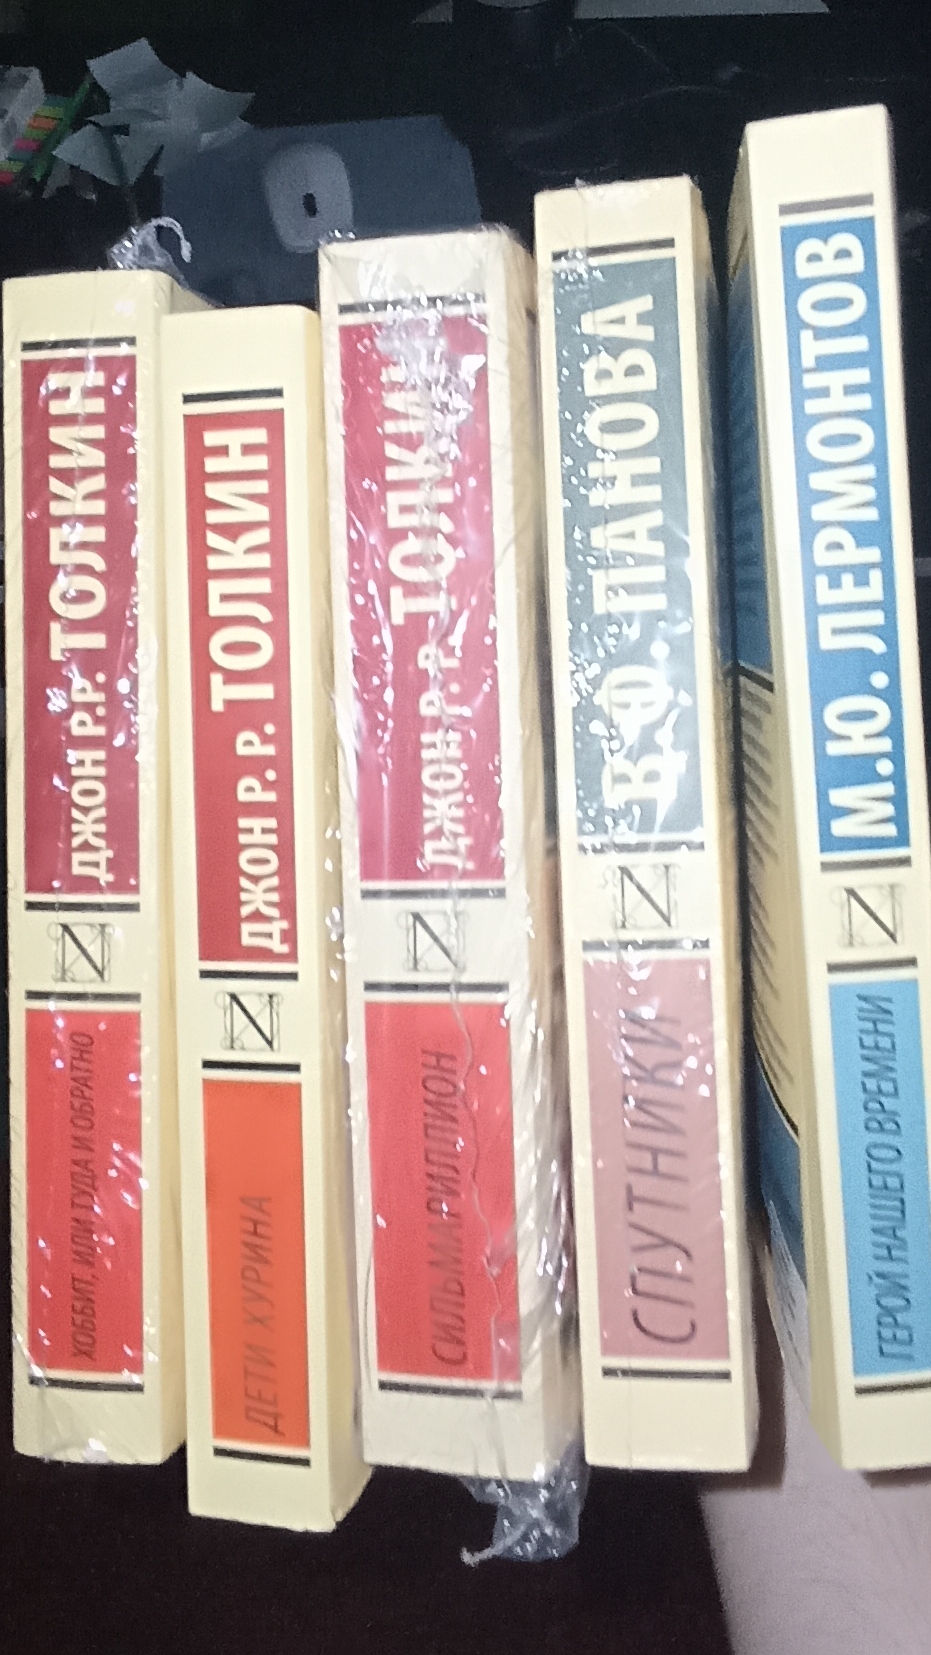 ДЖОН Р.Р. ТОЛКИН
ХОББИТ, ИЛИ ТУДА И ОБРАТНО
ДЖОН Р. Р. ТОЛКИН
ДЕТИ ХУРИНА
ДЖОН Р. Р. ТОЛКИН
СИЛЬМАРИЛЛИОН
В.Ф. ПАНОВА
СПУТНИКИ
М.Ю. ЛЕРМОНТОВ
ГЕРОЙ НАШЕГО ВРЕМЕНИ